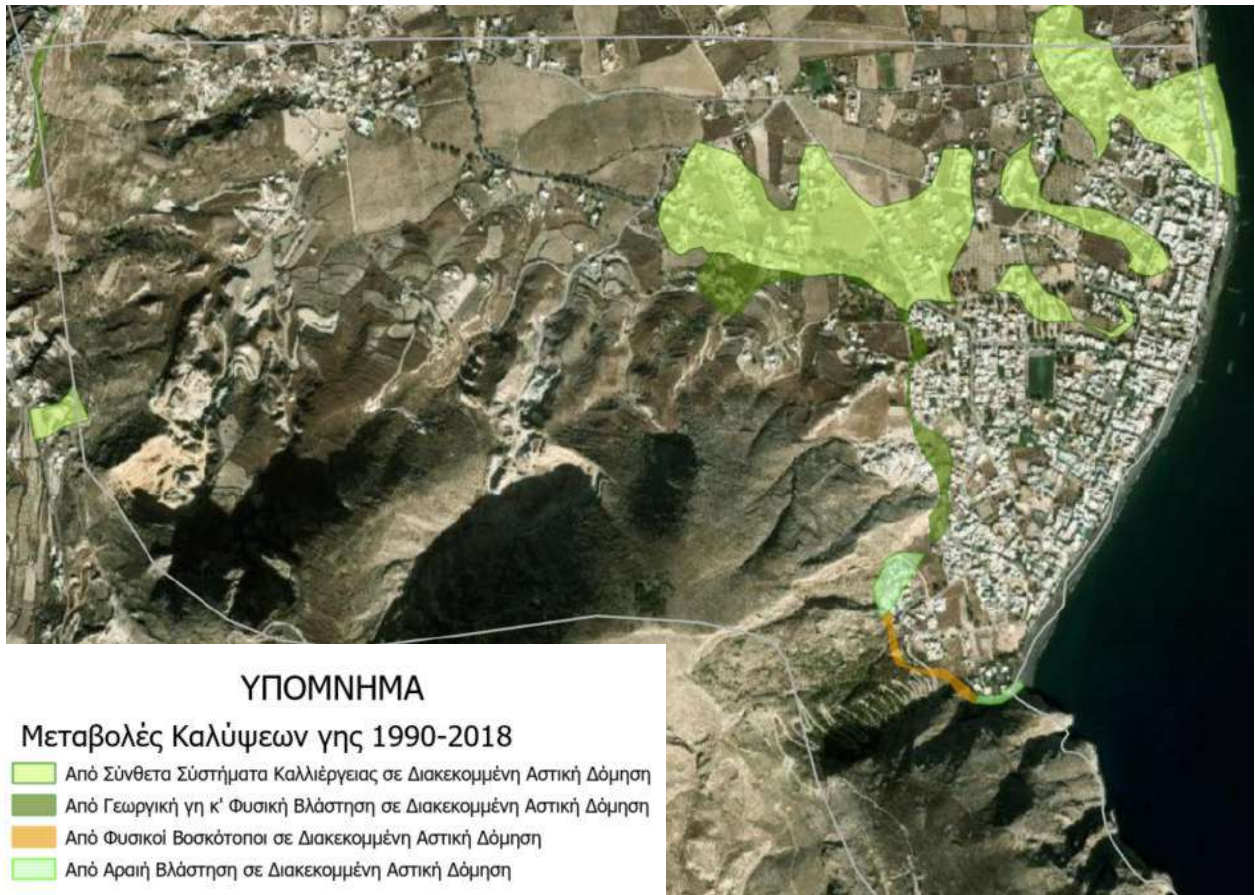 ΥΠΟΜΝΗΜΑ
Μεταβολές Καλύψεων γης 1990-2018
Από Σύνθετα Σύστήματα Καλλιέργειας σε Διακεκομμένη Αστική Δόμηση
Από Γεωργική γη κ' Φυσική Βλάστηση σε Διακεκομμένη Αστική Δόμηση
Από Φυσικοί Βοσκότοποι σε Διακεκομμένη Αστική Δόμηση
Από Αραιή Βλάστηση σε Διακεκομμένη Αστική Δόμηση